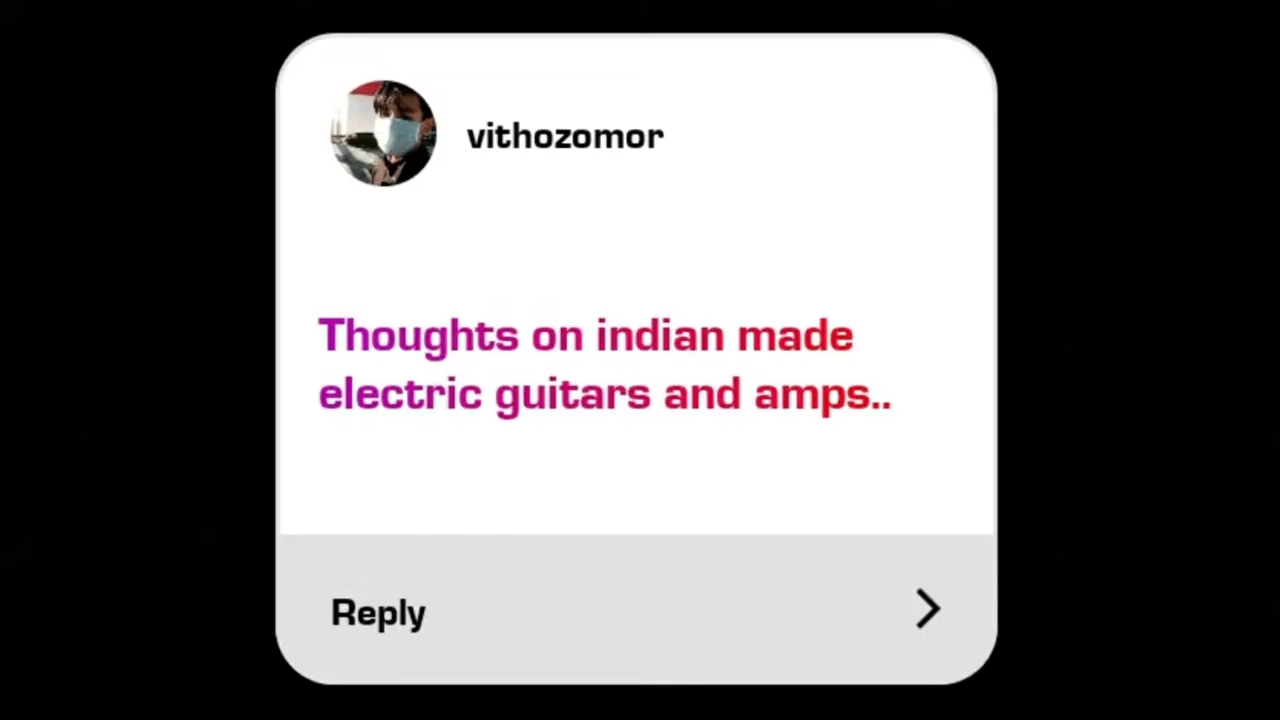 vithozomor
Thoughts on indian made
electric guitars and amps..
Reply